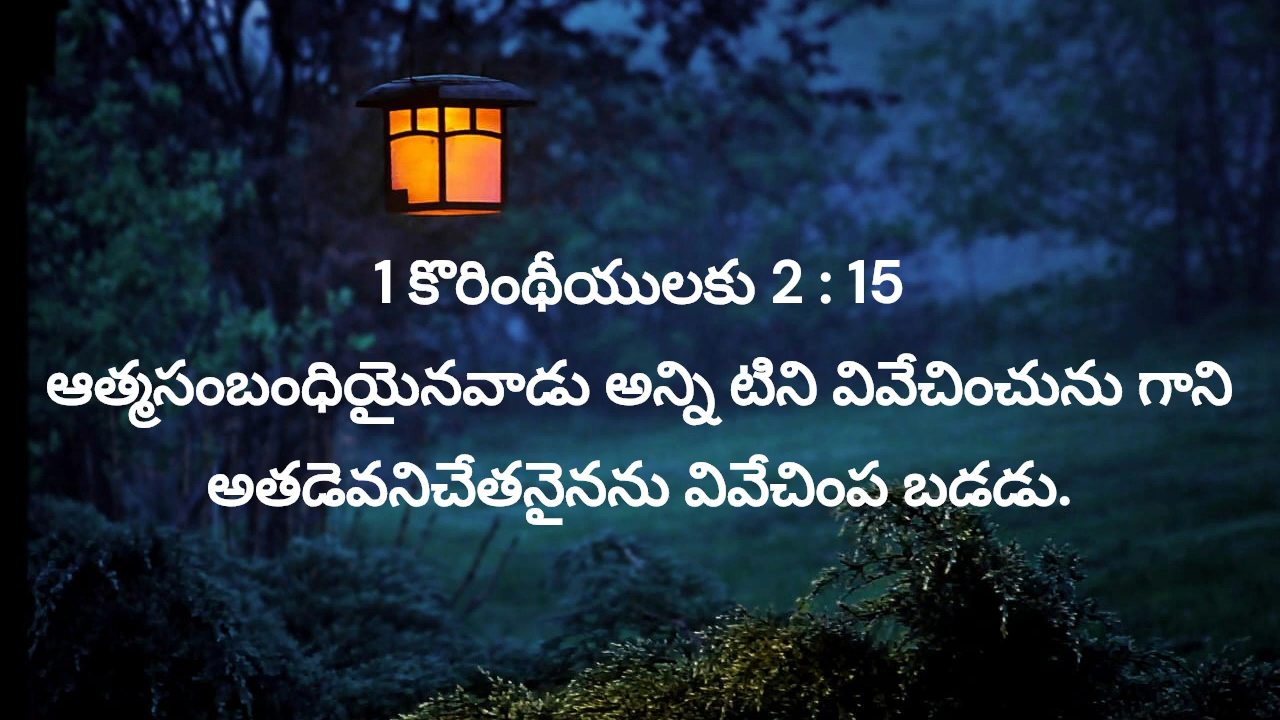 1 కొరింథీయులకు 2 : 15
ఆత్మసంబంధియైనవాడు అన్ని టిని వివేచించును గాని
అతడెవనిచేతనైనను వివేచింప బడడు.